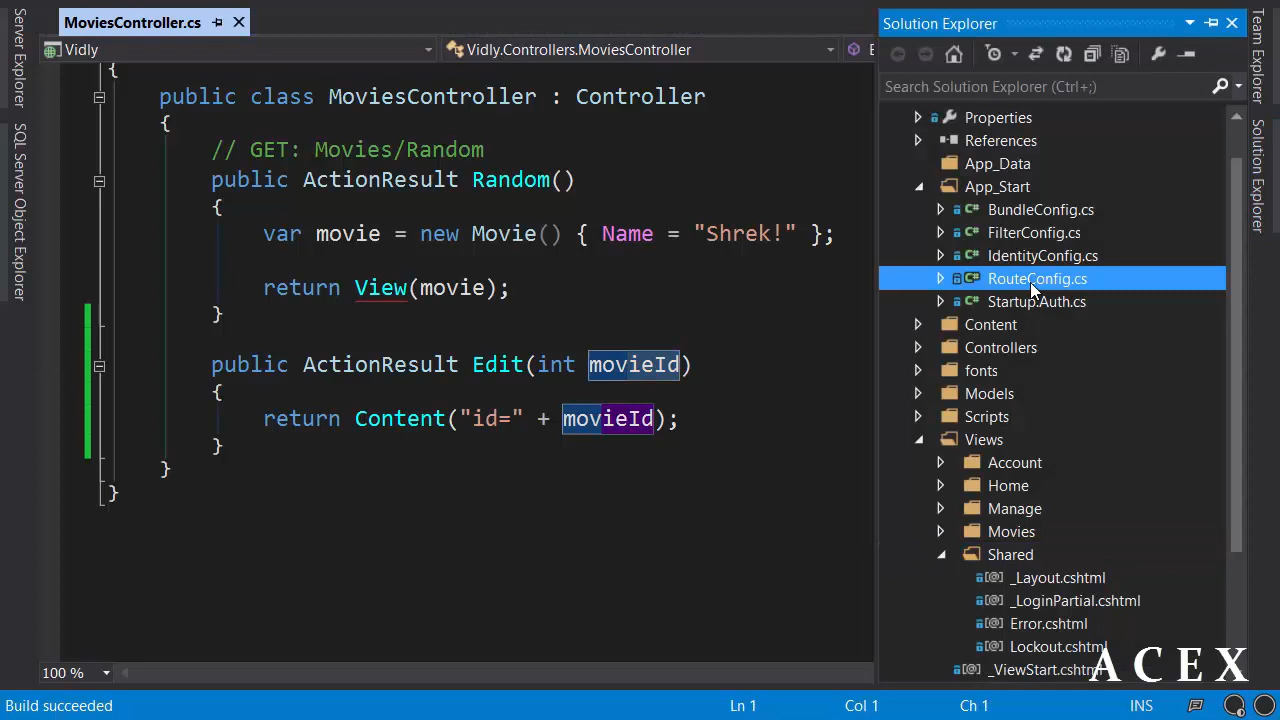 MoviesController.cs
Solution Explorer
Server Explorer
SQL Server Object Explorer
Team Explorer
Solution Explorer
Vidly
Vidly.Controllers.MoviesController
Search Solution Explorer (Ctrl+;)
{
public class MoviesController : Controller
{
// GET: Movies/Random
public ActionResult Random()
{
var movie = new Movie() { Name = "Shrek!" };
return View(movie);
}
public ActionResult Edit(int movieId)
{
return Content("id=" + movieId);
}
}
}
Properties
References
App_Data
App_Start
BundleConfig.cs
FilterConfig.cs
IdentityConfig.cs
RouteConfig.cs
Startup.Auth.cs
Content
Controllers
fonts
Models
Scripts
Views
Account
Home
Manage
Movies
Shared
_Layout.cshtml
_LoginPartial.cshtml
Error.cshtml
Lockout.cshtml
_ViewStart.cshtml
ACEX
100 %
Build succeeded
Ln 1
Col 1
Ch 1
INS